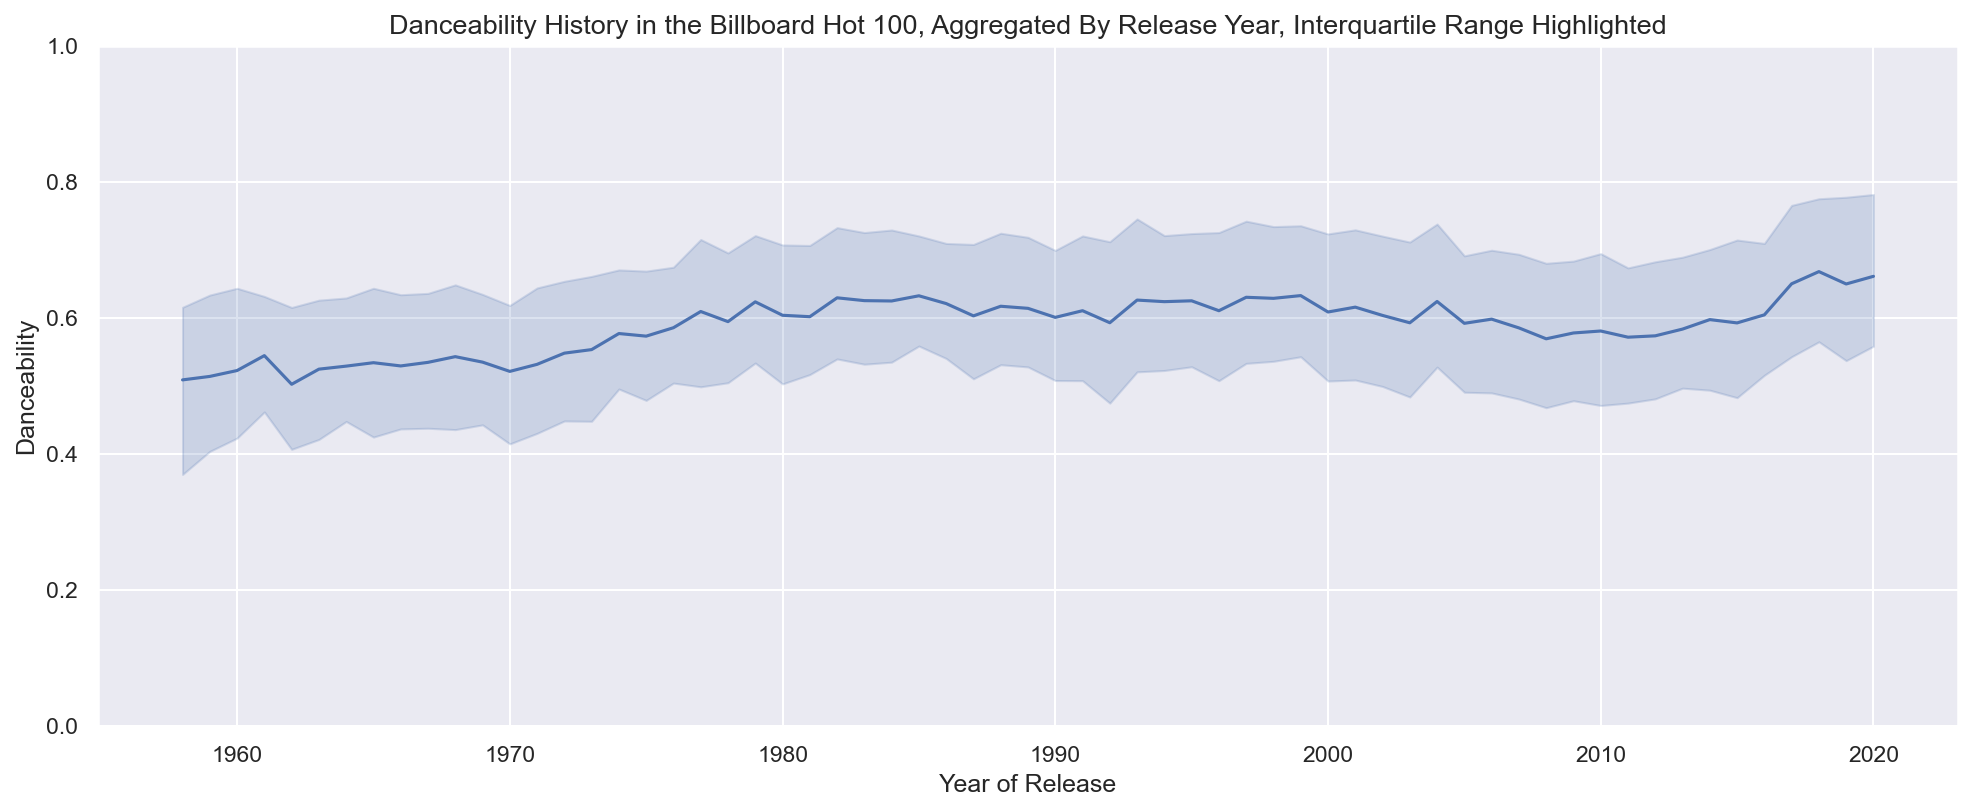 Danceability History in the Billboard Hot 100, Aggregated By Release Year, Interquartile Range Highlighted
1.0
0.8
0.6
0.4
0.2
0.0
Danceability
1960 1970 1980 1990 2000 2010 2020
Year of Release